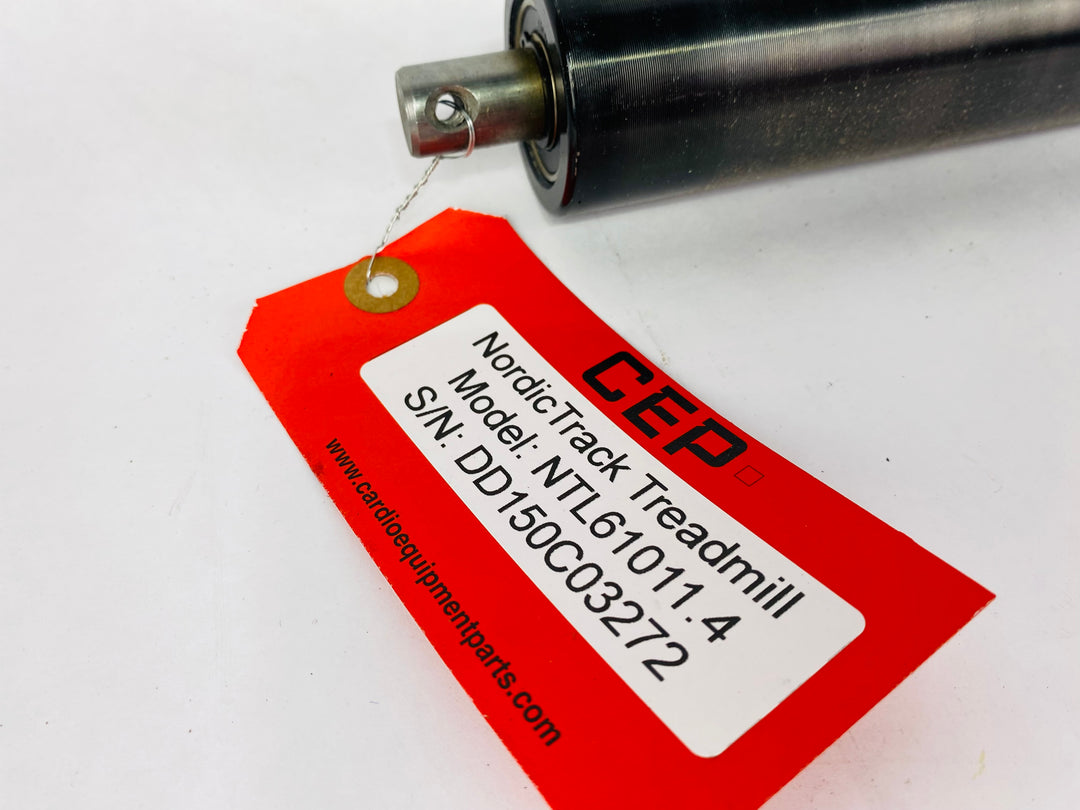 CEP
NordicTrack Treadmill
Model: NTL61011.4
S/N: DD150C03272
www.cardioequipmentparts.com